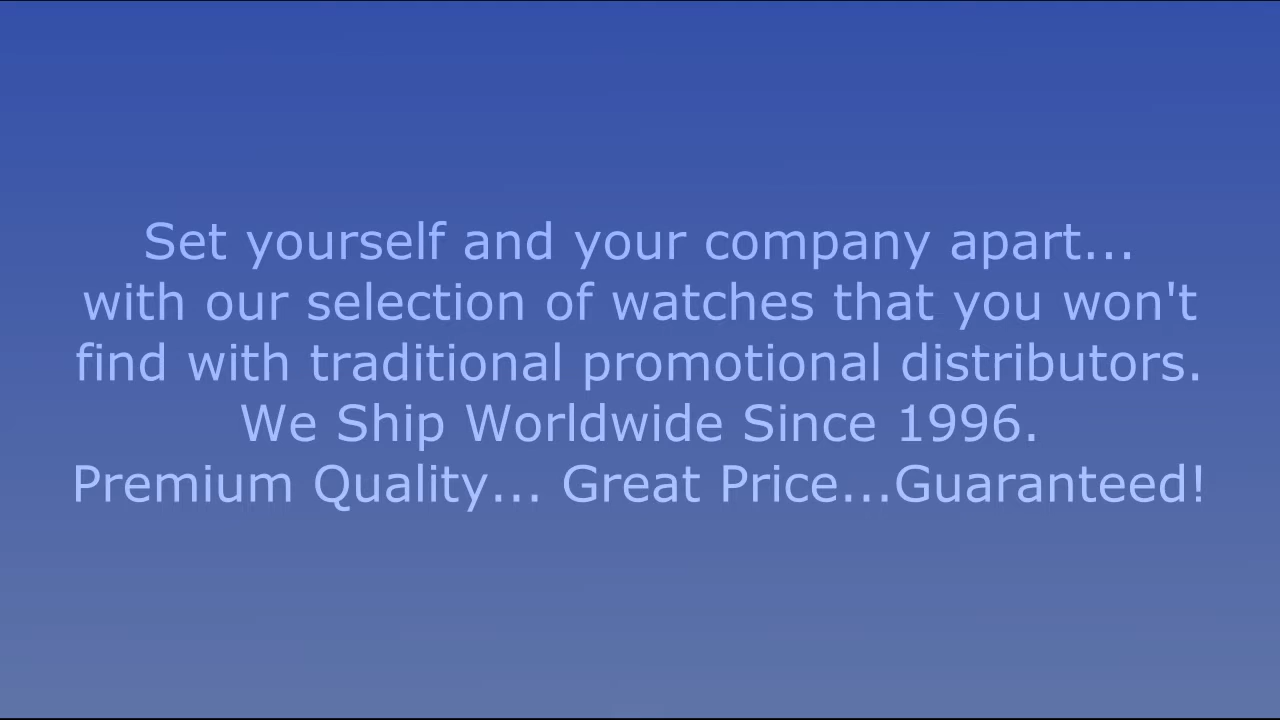 Set yourself and your company apart...
with our selection of watches that you won't
find with traditional promotional distributors.
We Ship Worldwide Since 1996.
Premium Quality... Great Price...Guaranteed!